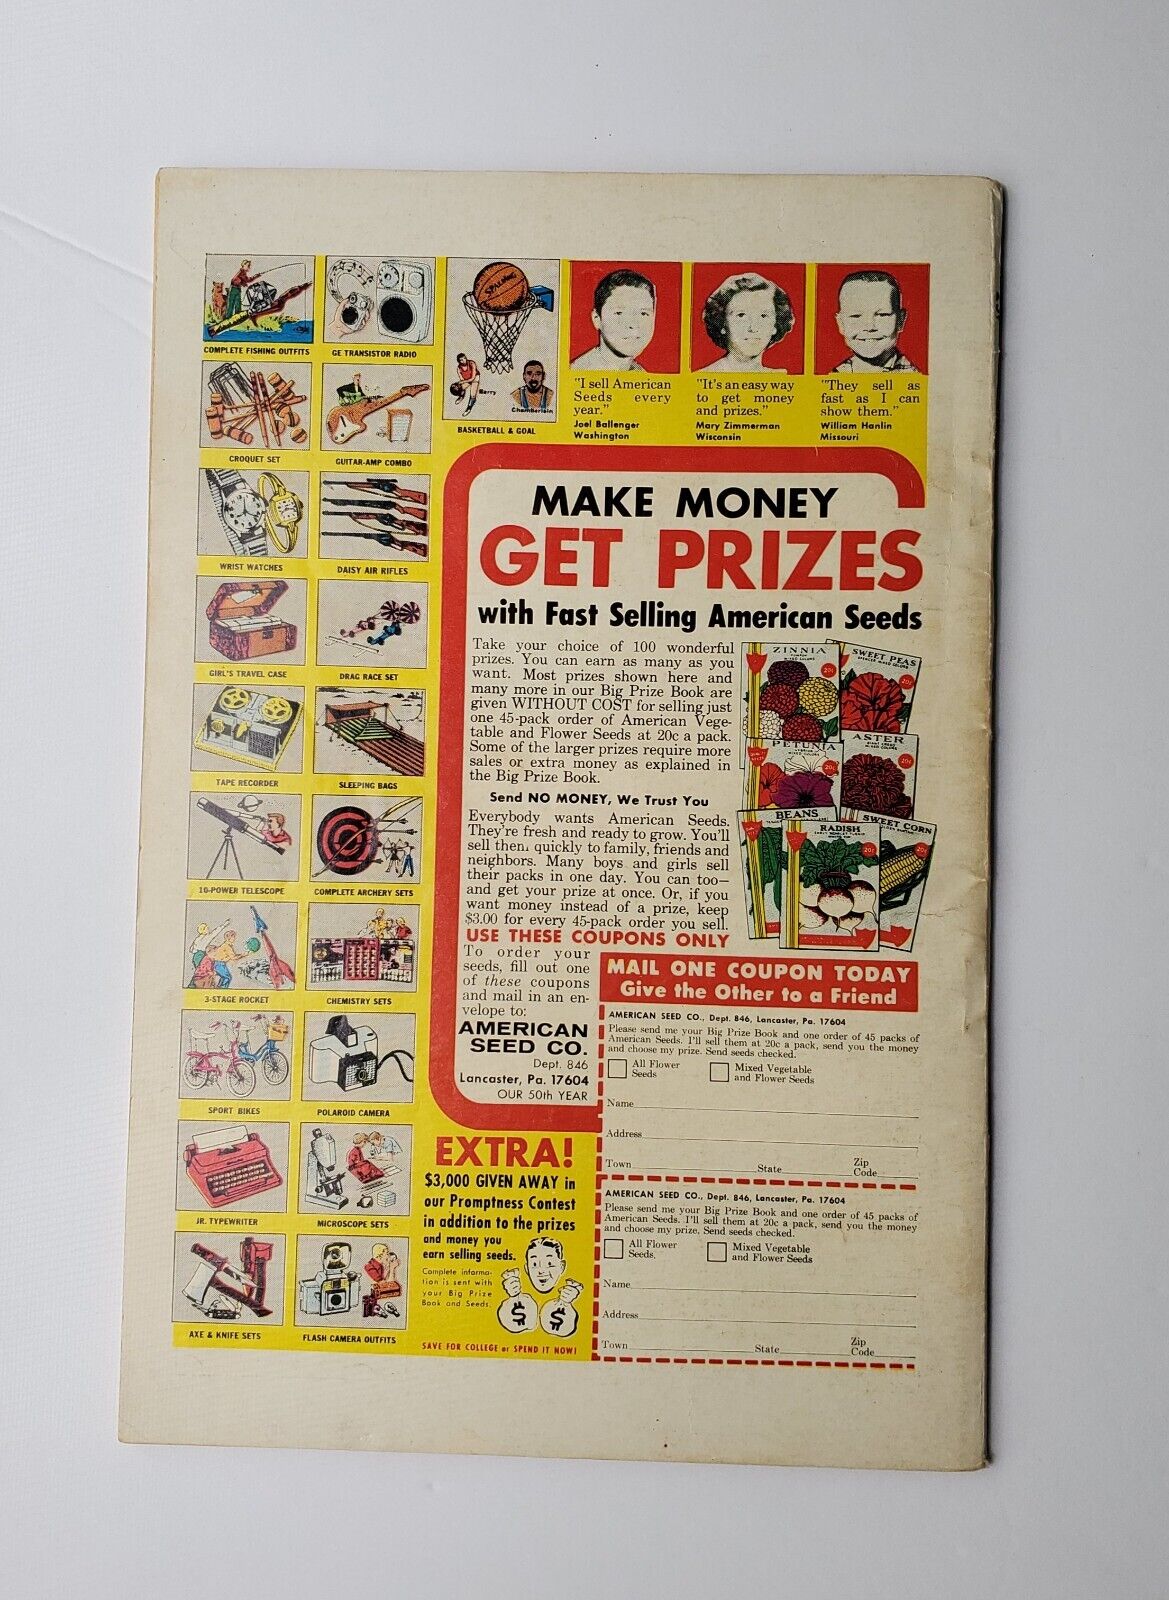 COMPLETE FISHING OUTFITS
GE TRANSISTOR RADIO
SPALDING
Barry
Chamberlain
BASKETBALL & GOAL
CROQUET SET
GUITAR-AMP COMBO
WRIST WATCHES
DAISY AIR RIFLES
GIRL'S TRAVEL CASE
DRAG RACE SET
TAPE RECORDER
SLEEPING BAGS
10-POWER TELESCOPE
COMPLETE ARCHERY SETS
3-STAGE ROCKET
CHEMISTRY SETS
SPORT BIKES
POLAROID CAMERA
JR. TYPEWRITER
MICROSCOPE SETS
AXE & KNIFE SETS
FLASH CAMERA OUTFITS
"I sell American
Seeds every
year."
Joel Ballenger
Washington
"It's an easy way
to get money
and prizes."
Mary Zimmerman
Wisconsin
"They sell as
fast as I can
show them."
William Hanlin
Missouri
MAKE MONEY
GET PRIZES
with Fast Selling American Seeds
Take your choice of 100 wonderful
prizes. You can earn as many as you
want. Most prizes shown here and
many more in our Big Prize Book are
given WITHOUT COST for selling just
one 45-pack order of American Vege-
table and Flower Seeds at 20c a pack.
Some of the larger prizes require more
sales or extra money as explained in
the Big Prize Book.
Send NO MONEY, We Trust You
Everybody wants American Seeds.
They're fresh and ready to grow. You'll
sell them quickly to family, friends and
neighbors. Many boys and girls sell
their packs in one day. You can too—
and get your prize at once. Or, if you
want money instead of a prize, keep
$3.00 for every 45-pack order you sell.
USE THESE COUPONS ONLY
ZINNIA
MIXED COLORS
20¢
SWEET PEAS
MIXED COLORS
20¢
PETUNIA
MIXED COLORS
20¢
ASTER
MIXED COLORS
20¢
BEANS
RADISH
20¢
SWEET CORN
20¢
To order your
seeds, fill out one
of these coupons
and mail in an en-
velope to:
AMERICAN
SEED CO.
Dept. 846
Lancaster, Pa. 17604
OUR 50th YEAR
MAIL ONE COUPON TODAY
Give the Other to a Friend
AMERICAN SEED CO., Dept. 846, Lancaster, Pa. 17604
Please send me your Big Prize Book and one order of 45 packs of
American Seeds. I'll sell them at 20c a pack, send you the money
and choose my prize. Send seeds checked.
All Flower
Seeds
Mixed Vegetable
and Flower Seeds
Name
Address
Town State Zip
Code
AMERICAN SEED CO., Dept. 846, Lancaster, Pa. 17604
Please send me your Big Prize Book and one order of 45 packs of
American Seeds. I'll sell them at 20c a pack, send you the money
and choose my prize. Send seeds checked.
All Flower
Seeds.
Mixed Vegetable
and Flower Seeds
Name
Address
Town State Zip
Code
EXTRA!
$3,000 GIVEN AWAY in
our Promptness Contest
in addition to the prizes
and money you
earn selling seeds.
Complete informa-
tion is sent with
your Big Prize
Book and Seeds.
$ $
SAVE FOR COLLEGE or SPEND IT NOW!